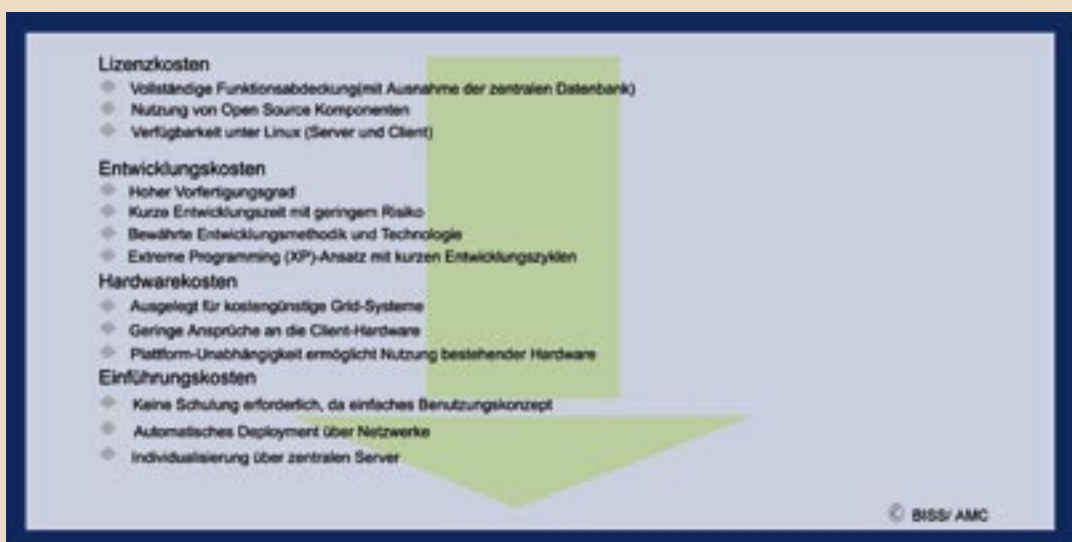 Lizenzkosten
Vollständige Funktionsabdeckung(mit Ausnahme der zentralen Datenbank)
Nutzung von Open Source Komponenten
Verfügbarkeit unter Linux (Server und Client)
Entwicklungskosten
Hoher Vorfertigungsgrad
Kurze Entwicklungszeit mit geringem Risiko
Bewährte Entwicklungsmethodik und Technologie
Extreme Programming (XP)-Ansatz mit kurzen Entwicklungszyklen
Hardwarekosten
Ausgelegt für kostengünstige Grid-Systeme
Geringe Ansprüche an die Client-Hardware
Plattform-Unabhängigkeit ermöglicht Nutzung bestehender Hardware
Einführungskosten
Keine Schulung erforderlich, da einfaches Benutzungskonzept
Automatisches Deployment über Netzwerke
Individualisierung über zentralen Server
© BISS/ AMC